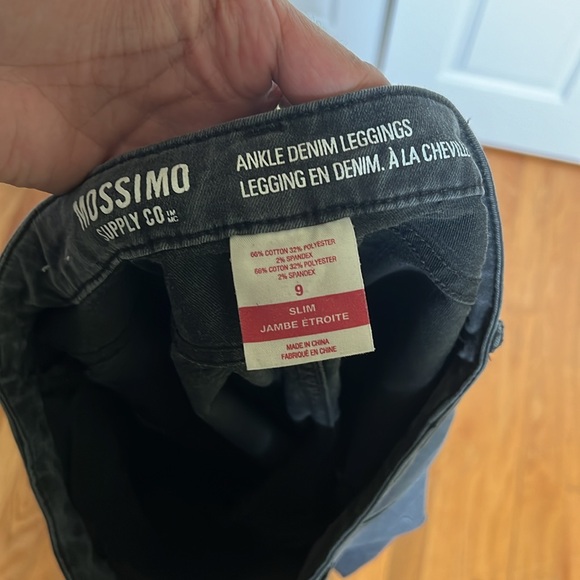 MOSSIMO
SUPPLY CO TM MC
ANKLE DENIM LEGGINGS
LEGGING EN DENIM. À LA CHEVILLE
66% COTTON 32% POLYESTER
2% SPANDEX
66% COTON 32% POLYESTER
2% SPANDEX
9
SLIM
JAMBE ÉTROITE
MADE IN CHINA
FABRIQUÉ EN CHINE